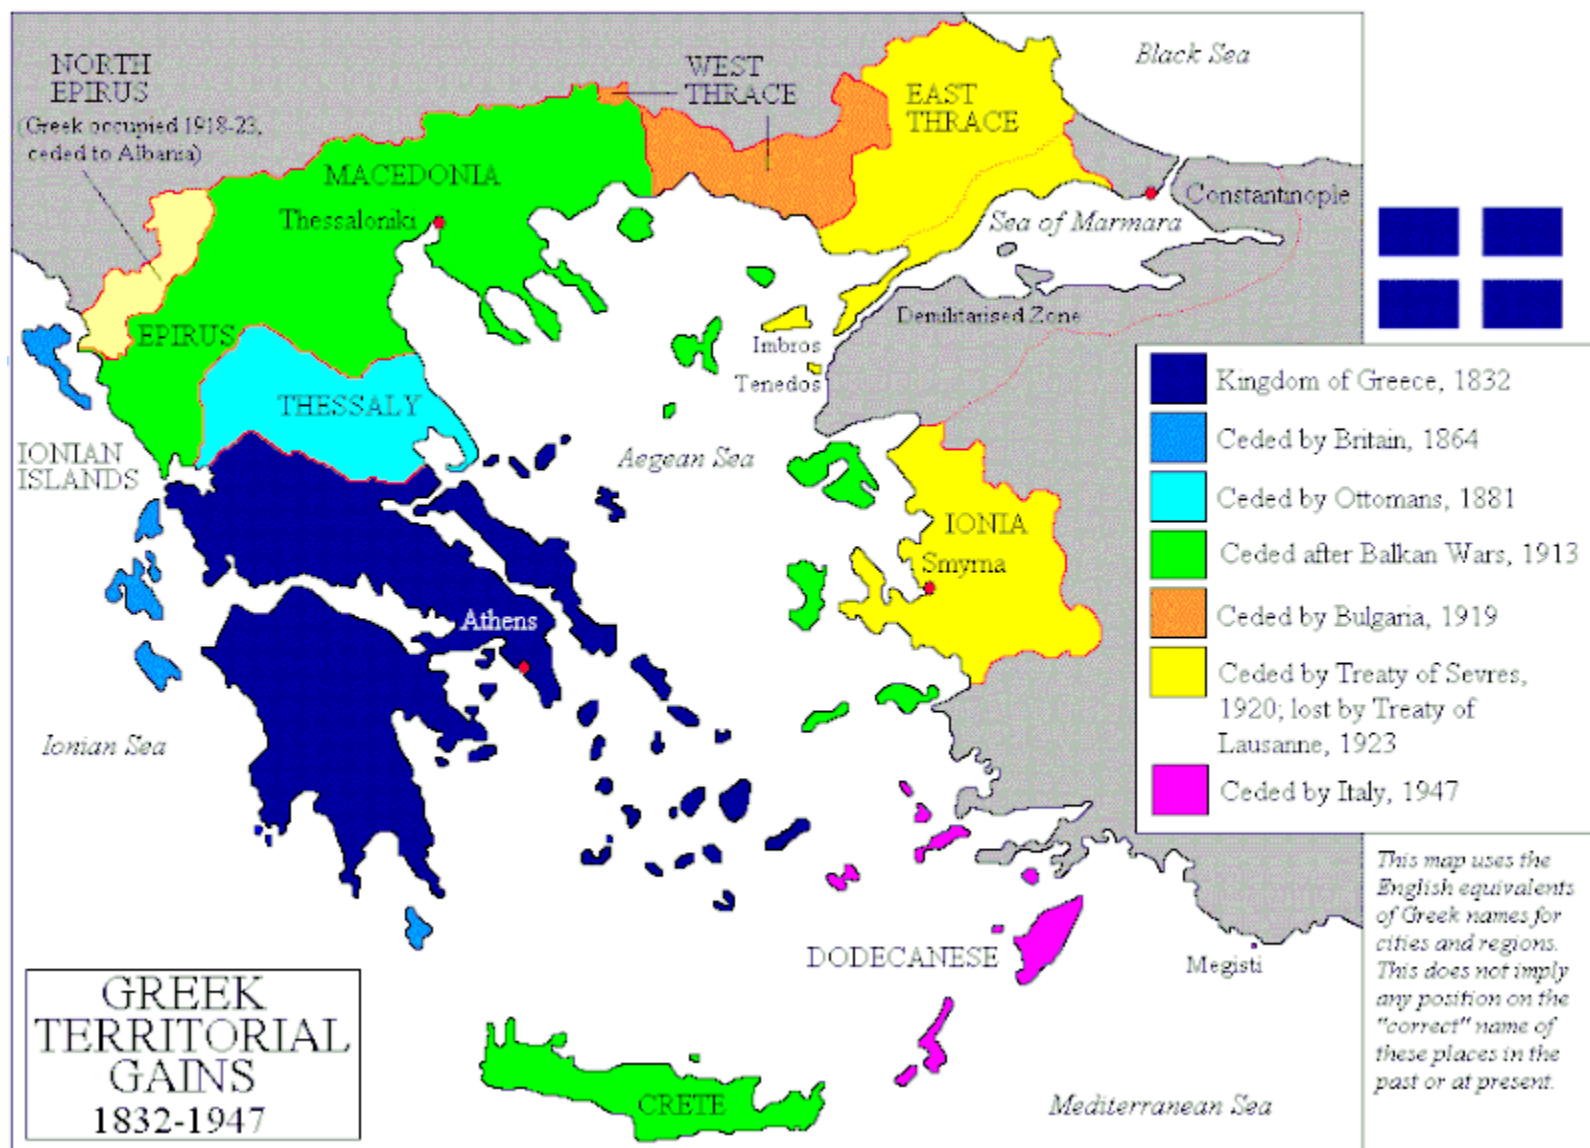 NORTH
EPIRUS
(Greek occupied 1918-23,
ceded to Albania)
WEST
THRACE
EAST
THRACE
Black Sea
MACEDONIA
Thessaloniki
Constantinople
Sea of Marmara
EPIRUS
Demilitarised Zone
Imbros
Tenedos
THESSALY
IONIAN
ISLANDS
Aegean Sea
IONIA
Smyrna
Athens
Ionian Sea
DODECANESE
Megisti
CRETE
Mediterranean Sea
Kingdom of Greece, 1832
Ceded by Britain, 1864
Ceded by Ottomans, 1881
Ceded after Balkan Wars, 1913
Ceded by Bulgaria, 1919
Ceded by Treaty of Sevres,
1920; lost by Treaty of
Lausanne, 1923
Ceded by Italy, 1947
This map uses the
English equivalents
of Greek names for
cities and regions.
This does not imply
any position on the
"correct" name of
these places in the
past or at present.
GREEK
TERRITORIAL
GAINS
1832-1947